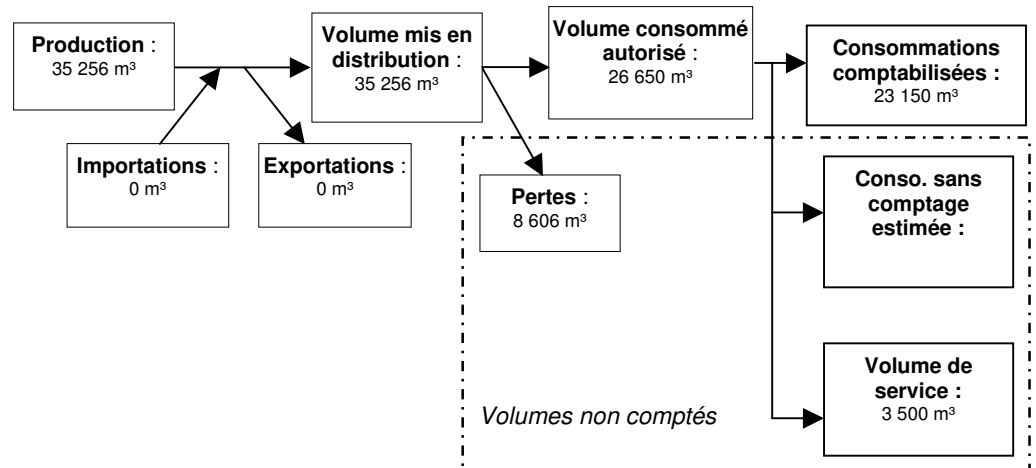 Production :
35 256 m³
Volume mis en
distribution :
35 256 m³
Volume consommé
autorisé :
26 650 m³
Consommations
comptabilisées :
23 150 m³
Importations :
0 m³
Exportations :
0 m³
Pertes :
8 606 m³
Conso. sans
comptage
estimée :
Volume de
service :
3 500 m³
Volumes non comptés